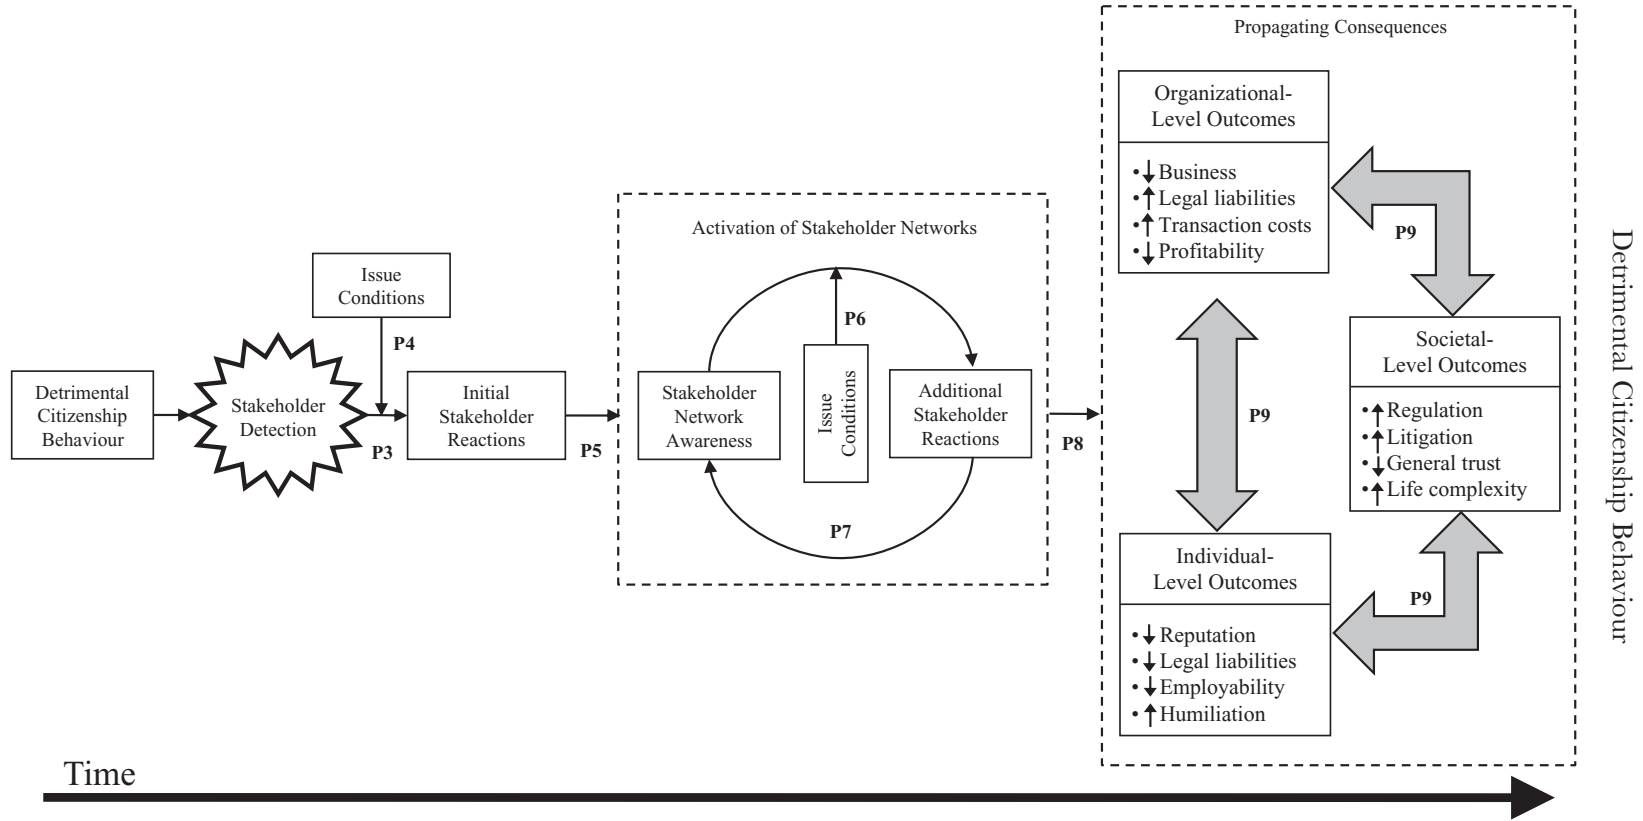 Propagating Consequences
Organizational-
Level Outcomes
•↓Business
•↑Legal liabilities
•↑Transaction costs
•↓Profitability
P9
Activation of Stakeholder Networks
Issue
Conditions
P4
P6
Detrimental
Citizenship
Behaviour
Stakeholder
Detection
P3
Initial
Stakeholder
Reactions
P5
Stakeholder
Network
Awareness
Issue
Conditions
Additional
Stakeholder
Reactions
P7
P8
P9
Societal-
Level Outcomes
•↑Regulation
•↑Litigation
•↓General trust
•↑Life complexity
Individual-
Level Outcomes
•↓Reputation
•↓Legal liabilities
•↓Employability
•↑Humiliation
P9
Detrimental Citizenship Behaviour
Time